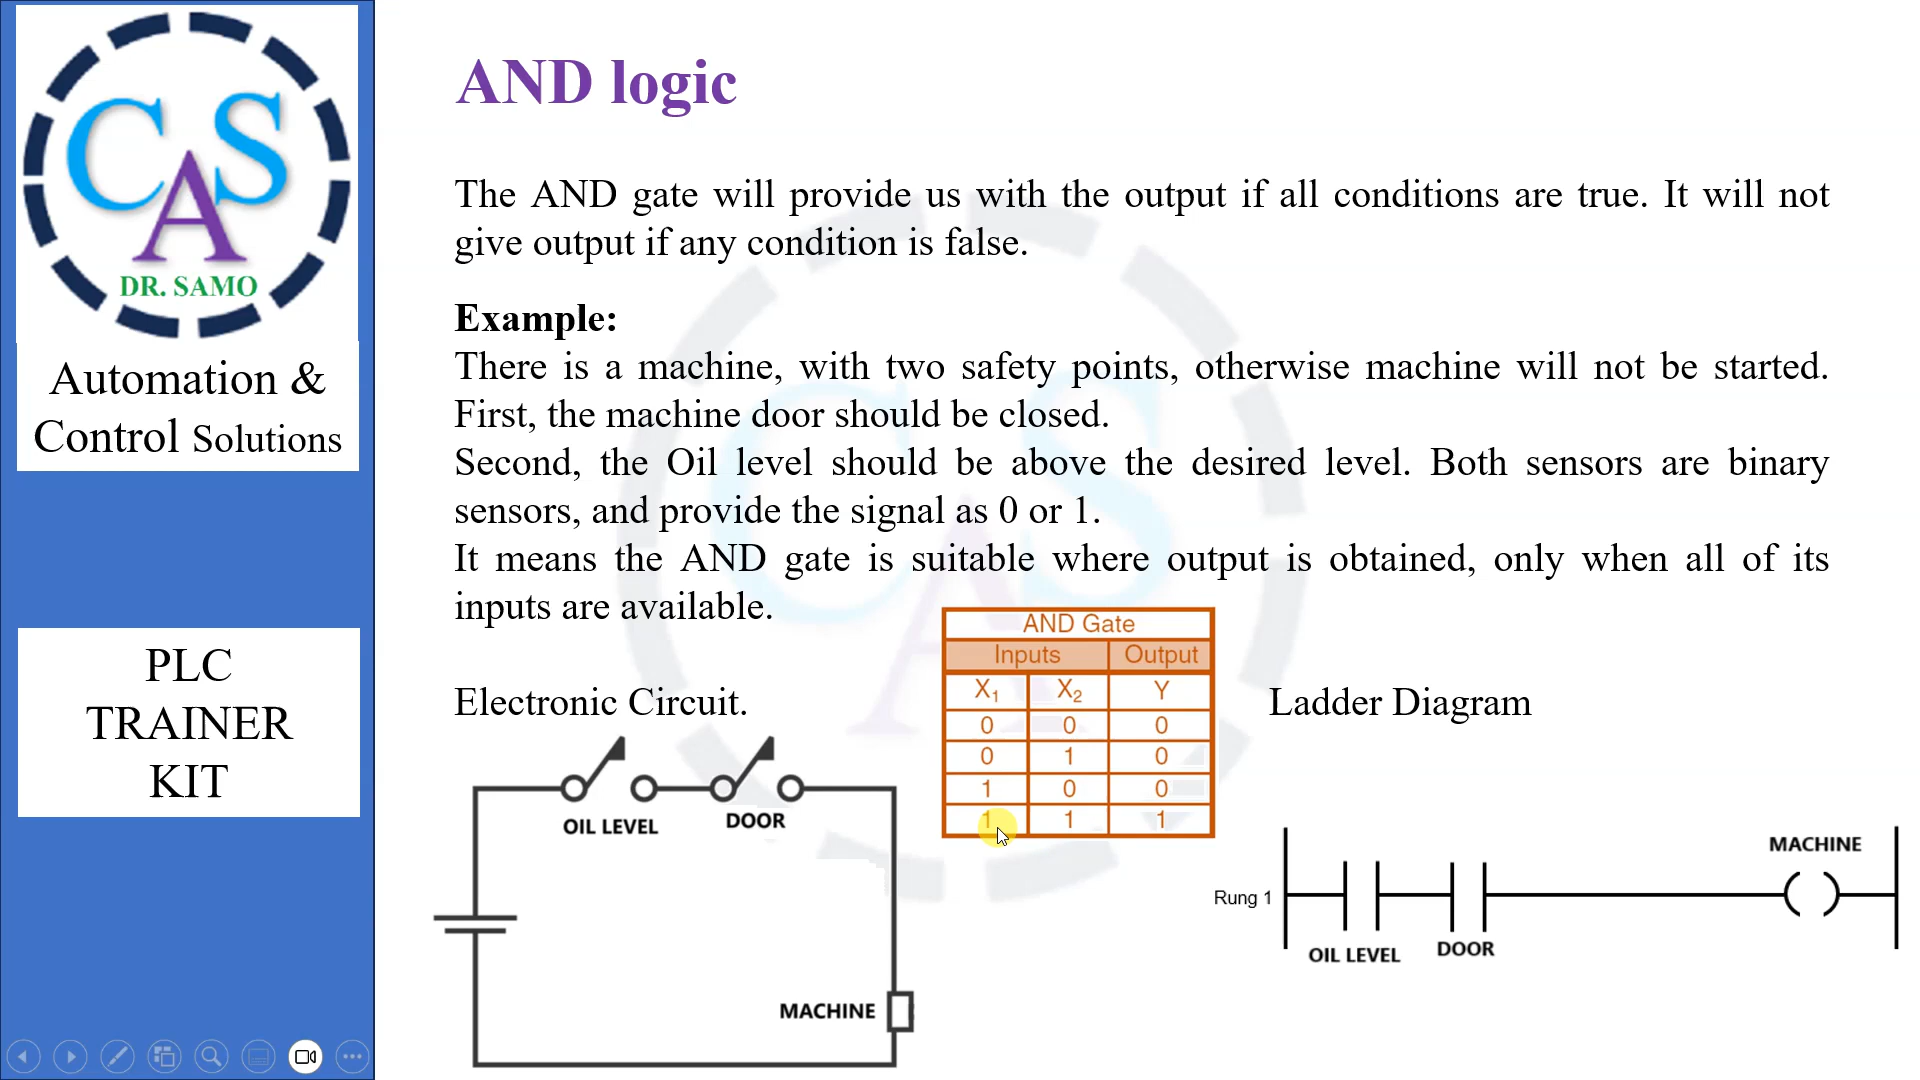 CAS
DR. SAMO
Automation &
Control Solutions
PLC
TRAINER
KIT
AND logic
The AND gate will provide us with the output if all conditions are true. It will not
give output if any condition is false.
Example:
There is a machine, with two safety points, otherwise machine will not be started.
First, the machine door should be closed.
Second, the Oil level should be above the desired level. Both sensors are binary
sensors, and provide the signal as 0 or 1.
It means the AND gate is suitable where output is obtained, only when all of its
inputs are available.
Electronic Circuit.
OIL LEVEL DOOR
MACHINE
AND Gate
Inputs Output
X1 X2 Y
0 0 0
0 1 0
1 0 0
1 1 1
Ladder Diagram
MACHINE
Rung 1
OIL LEVEL DOOR